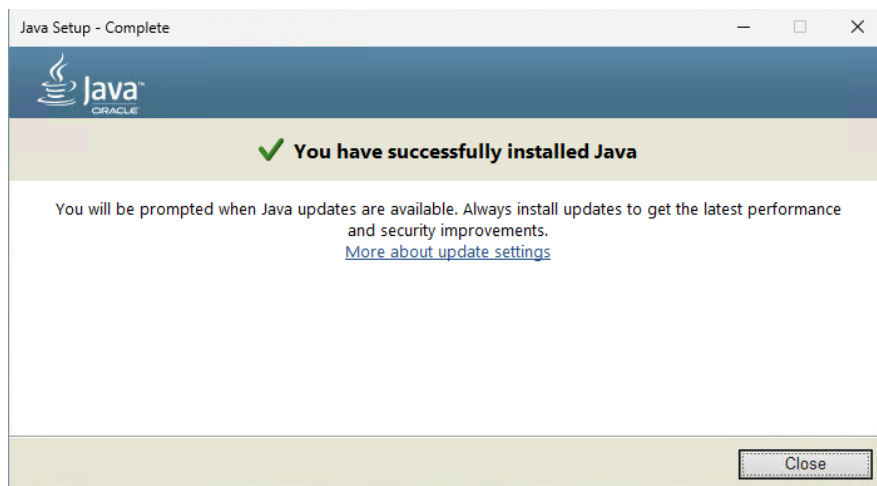 Java Setup - Complete
Java™
ORACLE
You have successfully installed Java
You will be prompted when Java updates are available. Always install updates to get the latest performance
and security improvements.
More about update settings
Close